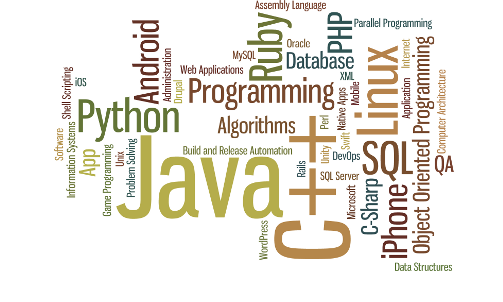 Assembly Language
Android
Ruby
PHP
Parallel Programming
MySQL
Oracle
Database
Linux
Internet
Object Oriented Programming
Shell Scripting
iOS
Administration
Web Applications
Drupal
Programming
XML
Native Apps
Mobile
Application
Computer Architecture
Python
Algorithms
Perl
C++
Swift
Software
Information Systems
App
Game Programming
Unix
Problem Solving
Build and Release Automation
Java
Rails
Unity
DevOps
SQL
QA
SQL Server
Microsoft
C-Sharp
iPhone
WordPress
Data Structures